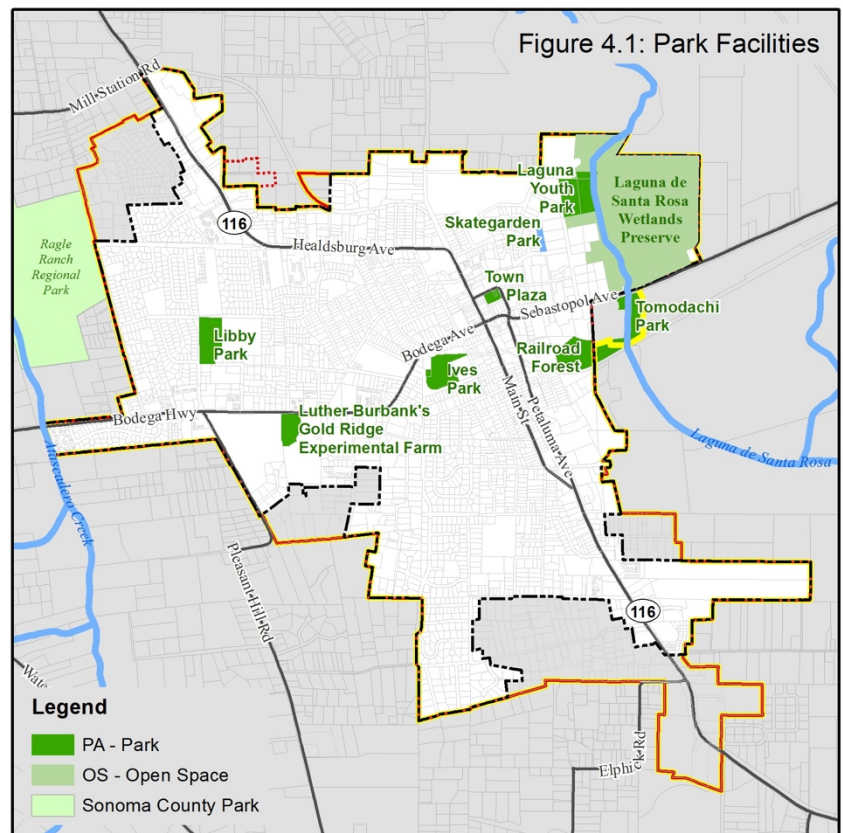 Figure 4.1: Park Facilities
Mill Station Rd
116
Healdsburg Ave
Laguna
Youth
Park
Laguna de
Santa Rosa
Wetlands
Preserve
Skategarden
Park
Ragle
Ranch
Regional
Park
Town
Plaza
Sebastopol Ave
Tomodachi
Park
Libby
Park
Bodega Ave
Railroad
Forest
Ives
Park
Main St
Petaluma Ave
Bodega Hwy
Luther Burbank's
Gold Ridge
Experimental Farm
Laguna de Santa Rosa
Atascadero Creek
Pleasant Hill Rd
116
Elphick Rd
Legend
PA - Park
OS - Open Space
Sonoma County Park